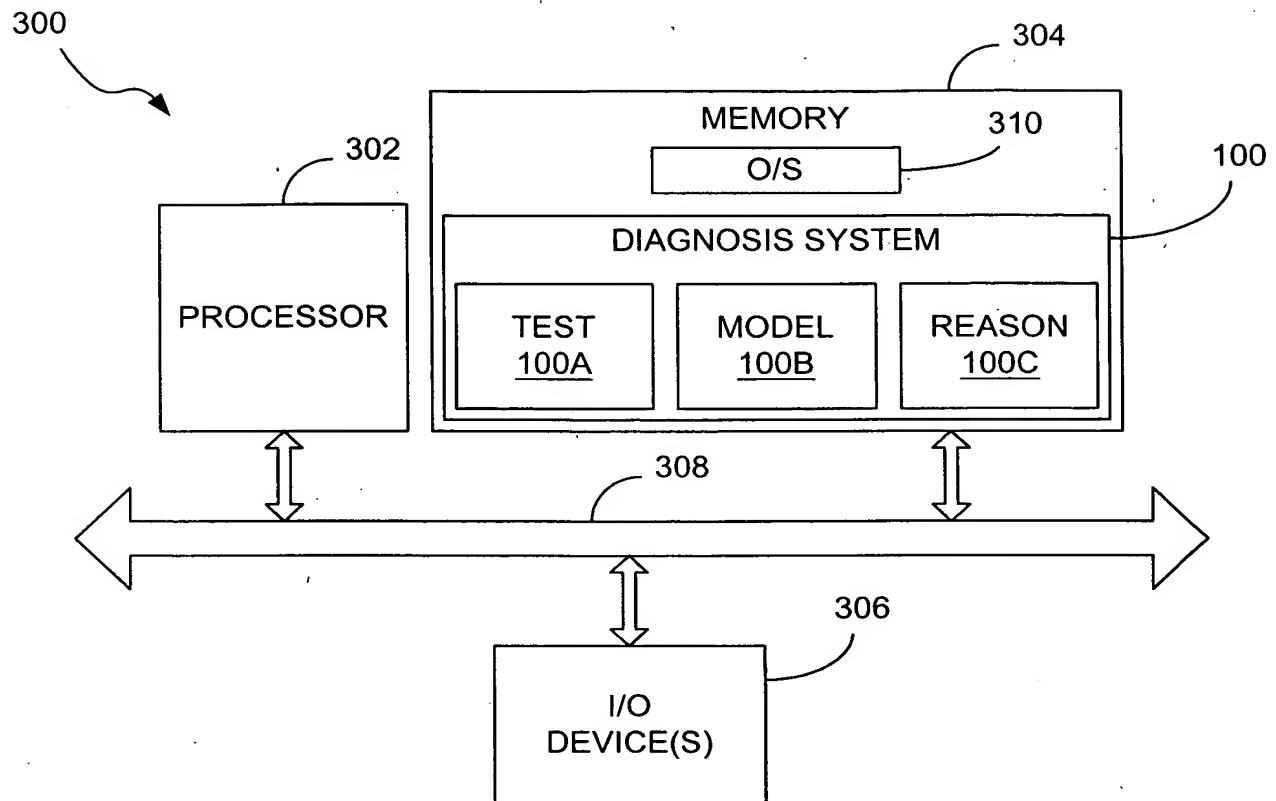 300
304
MEMORY
310
302
O/S
100
DIAGNOSIS SYSTEM
PROCESSOR
TEST
100A
MODEL
100B
REASON
100C
308
306
I/O
DEVICE(S)